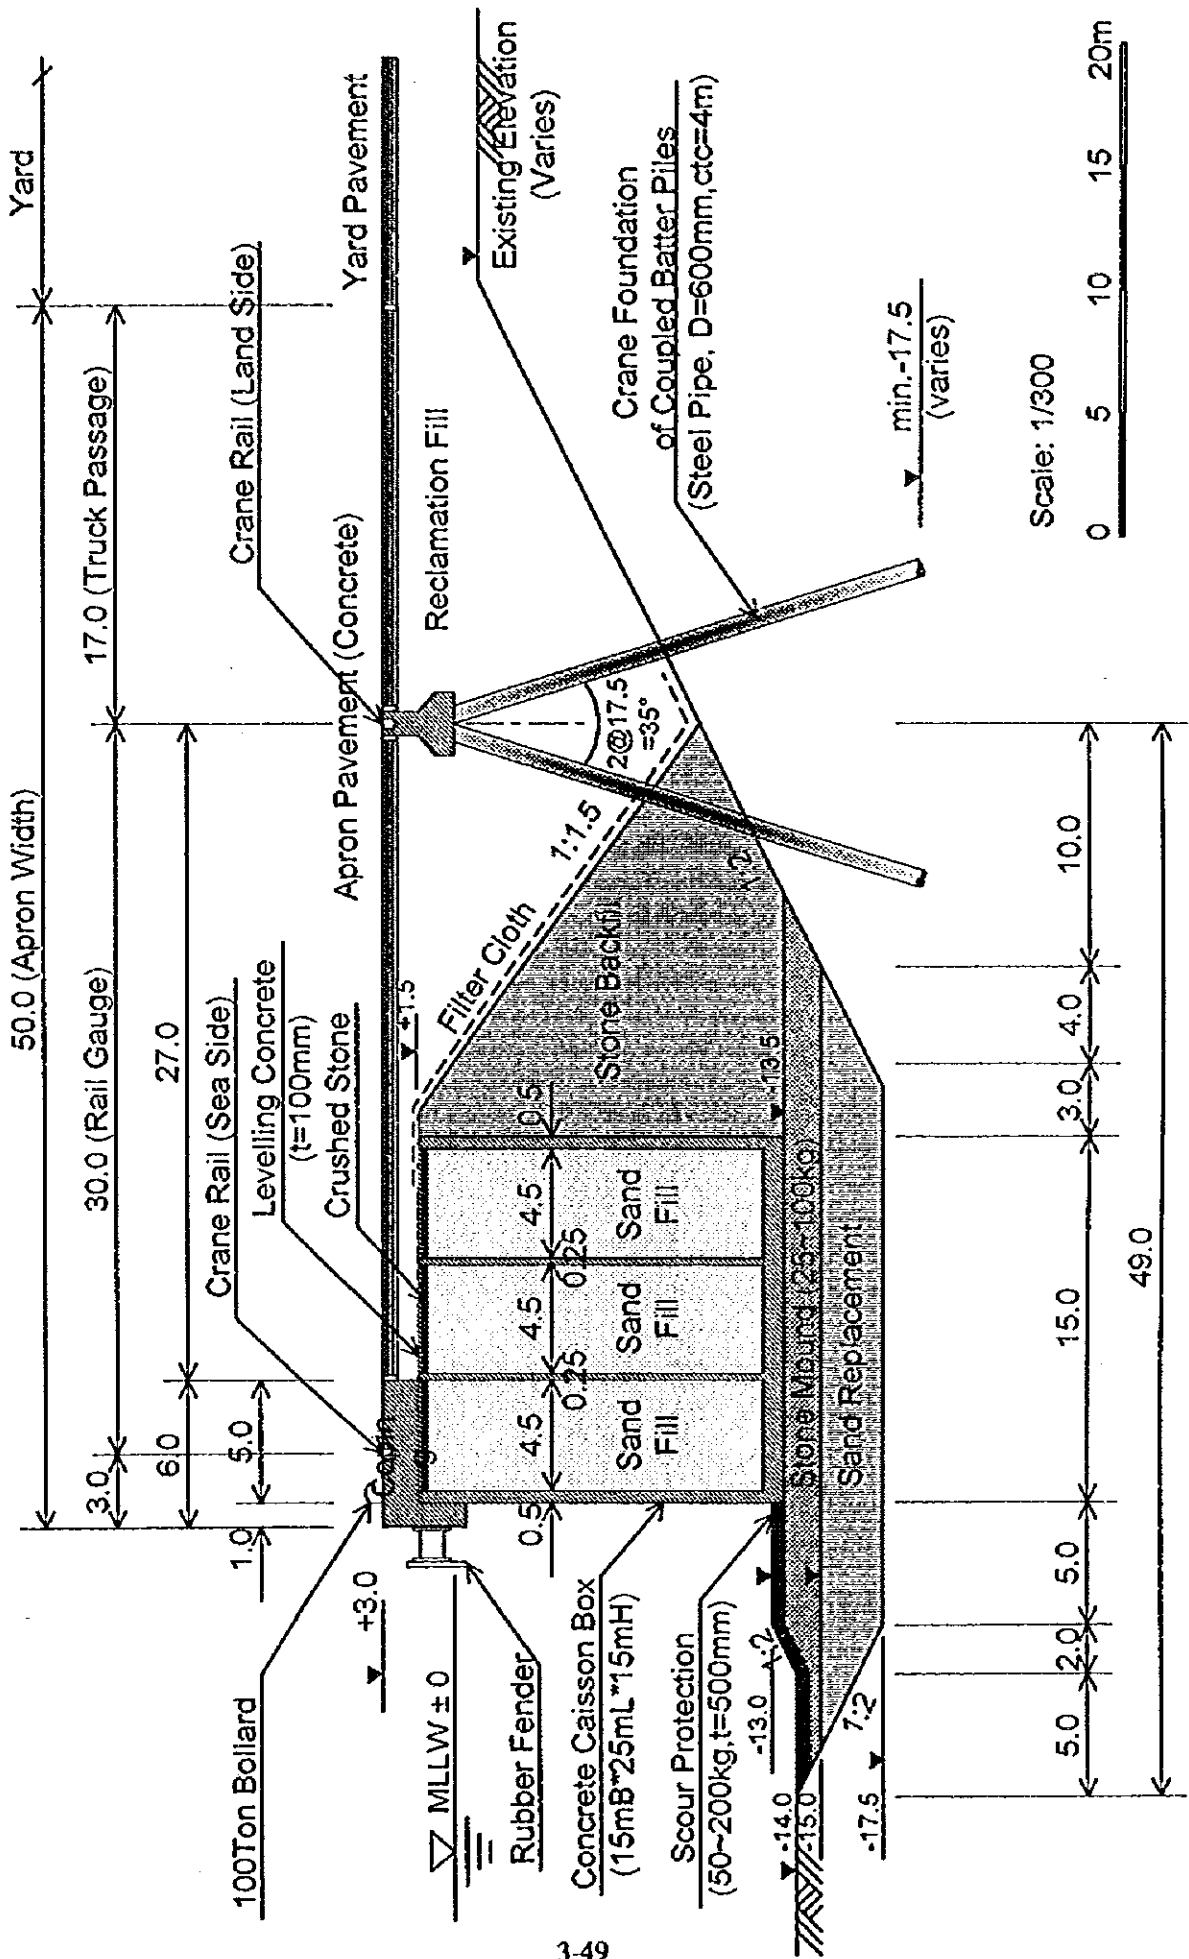 50.0 (Apron Width)
Yard
30.0 (Rail Gauge)
17.0 (Truck Passage)
3.0
27.0
6.0
5.0
1.0
Crane Rail (Sea Side)
Crane Rail (Land Side)
Levelling Concrete
(t=100mm)
Crushed Stone
100Ton Bollard
+3.0
Apron Pavement (Concrete)
Yard Pavement
+1.5
MLLW ± 0
Rubber Fender
Filter Cloth
1:1.5
Reclamation Fill
Existing Elevation
(Varies)
0.5
4.5
0.25
4.5
0.25
4.5
0.5
Sand
Fill
Sand
Fill
Sand
Fill
Stone Backfill
2@17.5
=35°
Crane Foundation
of Coupled Batter Piles
(Steel Pipe, D=600mm,ctc=4m)
Concrete Caisson Box
(15mB*25mL*15mH)
Scour Protection
(50~200kg,t=500mm)
-13.0
-13.5
-14.0
-15.0
-17.5
1:2
Stone Mound (25~100kg)
Sand Replacement
min.-17.5
(varies)
5.0
2.0
5.0
15.0
3.0
4.0
10.0
49.0
Scale: 1/300
0 5 10 15 20m
3-49